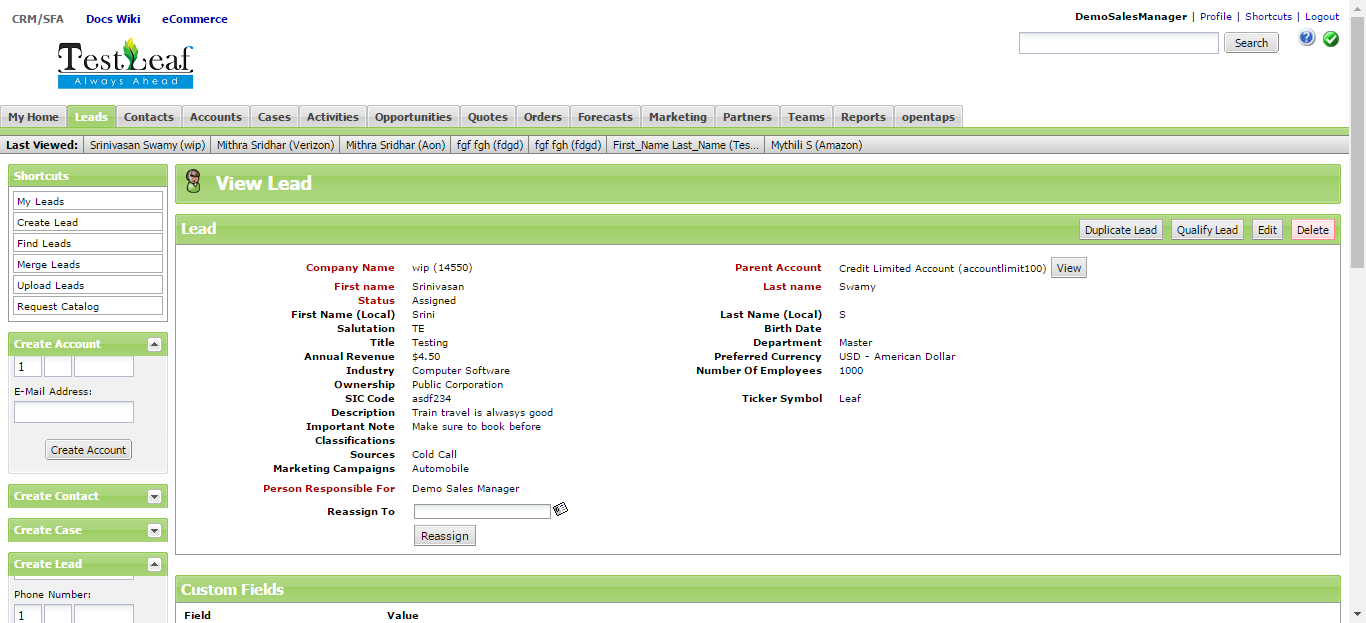 CRM/SFA Docs Wiki eCommerce
DemoSalesManager | Profile | Shortcuts | Logout
Search
TestLeaf
Always Ahead
My Home Leads Contacts Accounts Cases Activities Opportunities Quotes Orders Forecasts Marketing Partners Teams Reports opentaps
Last Viewed: Srinivasan Swamy (wip) Mithra Sridhar (Verizon) Mithra Sridhar (Aon) fgf fgh (fdgd) fgf fgh (fdgd) First_Name Last_Name (Tes... Mythili S (Amazon)
Shortcuts
My Leads
Create Lead
Find Leads
Merge Leads
Upload Leads
Request Catalog
Create Account
1
E-Mail Address:
Create Account
Create Contact
Create Case
Create Lead
Phone Number:
1
View Lead
Lead Duplicate Lead Qualify Lead Edit Delete
Company Name wip (14550) Parent Account Credit Limited Account (accountlimit100) View
First name Srinivasan Last name Swamy
Status Assigned
First Name (Local) Srini Last Name (Local) S
Salutation TE Birth Date
Title Testing Department Master
Annual Revenue $4.50 Preferred Currency USD - American Dollar
Industry Computer Software Number Of Employees 1000
Ownership Public Corporation
SIC Code asdf234 Ticker Symbol Leaf
Description Train travel is alwasys good
Important Note Make sure to book before
Classifications
Sources Cold Call
Marketing Campaigns Automobile
Person Responsible For Demo Sales Manager
Reassign To
Reassign
Custom Fields
Field Value